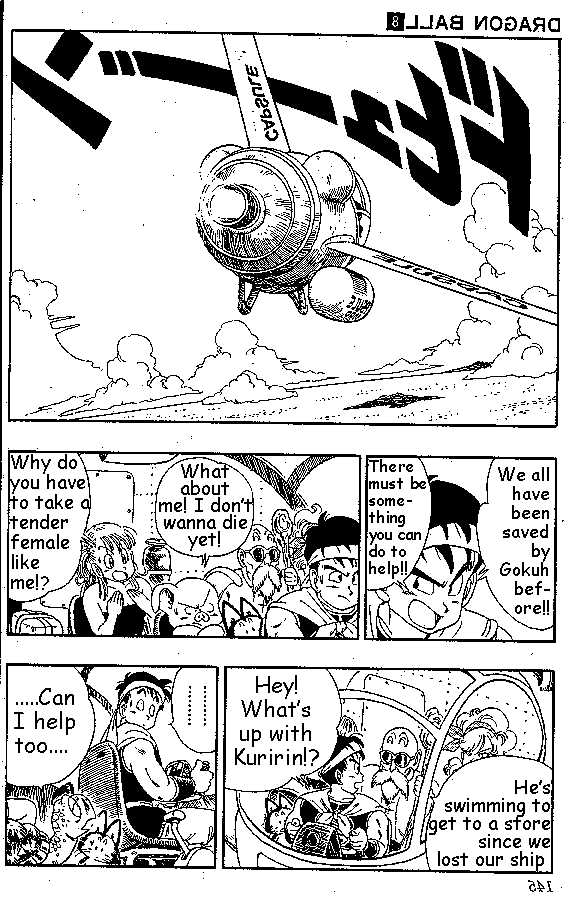 DRAGON BALL 8
CAPSULE
CAPSULE
We all
have
been
saved
by
Gokuh
bef-
ore!!
There
must be
some-
thing
you can
do to
help!!
What
about
me! I don't
wanna die
yet!
Why do
you have
to take a
tender
female
like
me!?
Hey!
What's
up with
Kuririn!?
He's
swimming to
get to a store
since we
lost our ship
.....Can
I help
too....
145